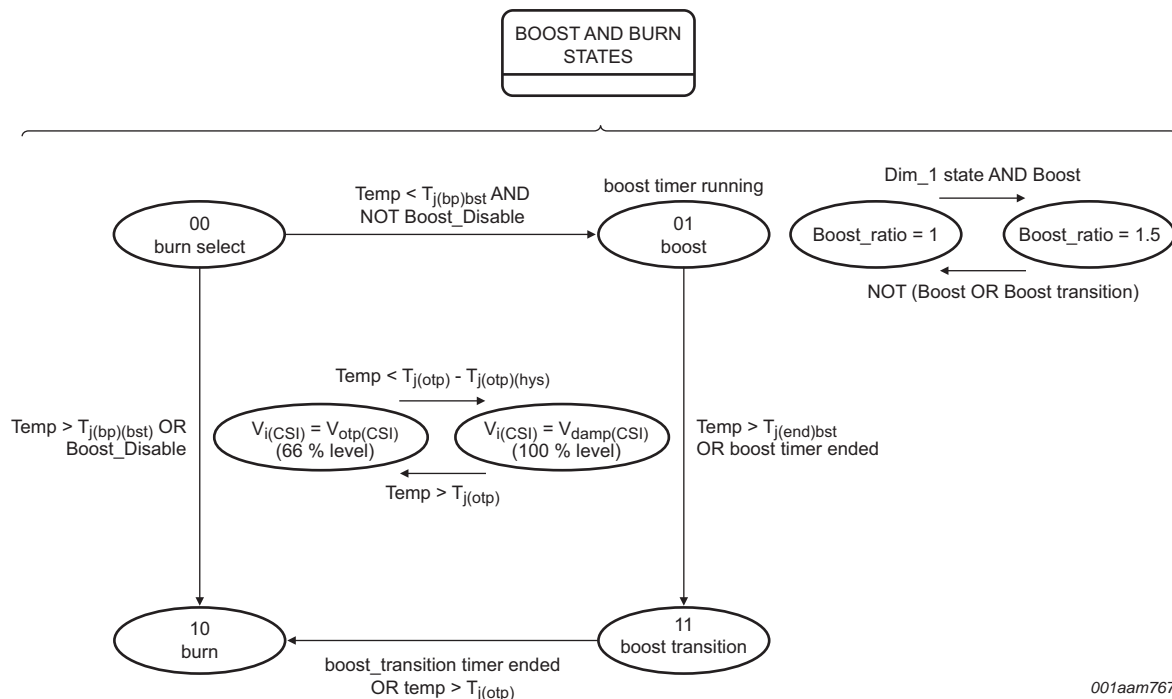 BOOST AND BURN
STATES
Temp < Tj(bp)bst AND
NOT Boost_Disable
boost timer running
Dim_1 state AND Boost
00
burn select
01
boost
Boost_ratio = 1
Boost_ratio = 1.5
NOT (Boost OR Boost transition)
Temp < Tj(otp) - Tj(otp)(hys)
Temp > Tj(bp)(bst) OR
Boost_Disable
Vi(CSI) = Votp(CSI)
(66 % level)
Vi(CSI) = Vdamp(CSI)
(100 % level)
Temp > Tj(end)bst
OR boost timer ended
Temp > Tj(otp)
10
burn
11
boost transition
boost_transition timer ended
OR temp > Tj(otp)
001aam767